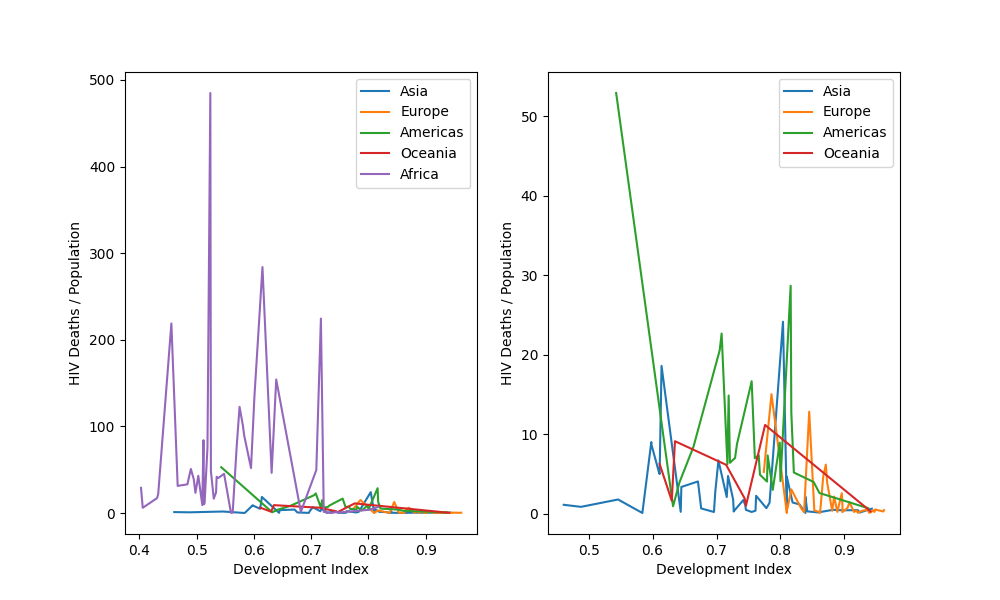 500
400
300
200
100
0
HIV Deaths / Population
0.4 0.5 0.6 0.7 0.8 0.9
Development Index
Asia
Europe
Americas
Oceania
Africa
50
40
30
20
10
0
HIV Deaths / Population
0.5 0.6 0.7 0.8 0.9
Development Index
Asia
Europe
Americas
Oceania